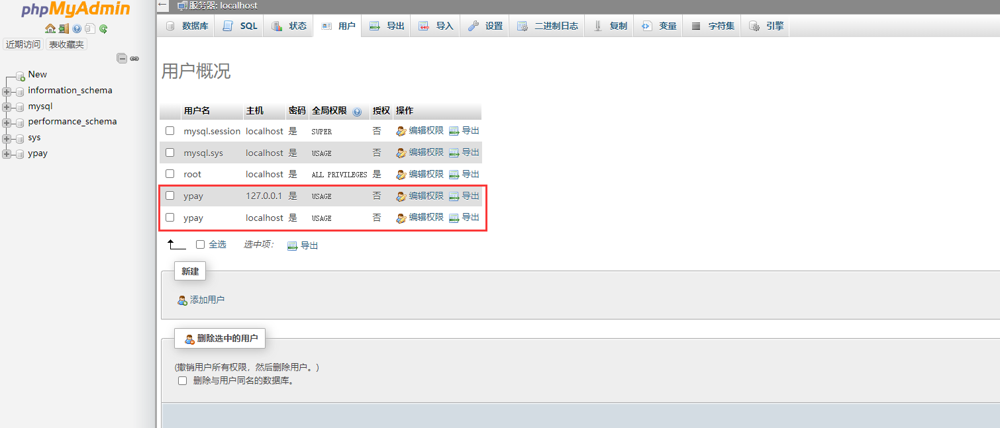 phpMyAdmin
近期访问 表收藏夹
New
information_schema
mysql
performance_schema
sys
ypay
服务器: localhost
数据库 SQL 状态 用户 导出 导入 设置 二进制日志 复制 变量 字符集 引擎
用户概况
用户名 主机 密码 全局权限 授权 操作
mysql.session localhost 是 SUPER 否 编辑权限 导出
mysql.sys localhost 是 USAGE 否 编辑权限 导出
root localhost 是 ALL PRIVILEGES 是 编辑权限 导出
ypay 127.0.0.1 是 USAGE 否 编辑权限 导出
ypay localhost 是 USAGE 否 编辑权限 导出
全选 选中项: 导出
新建
添加用户
删除选中的用户
(撤销用户所有权限，然后删除用户。)
删除与用户同名的数据库。